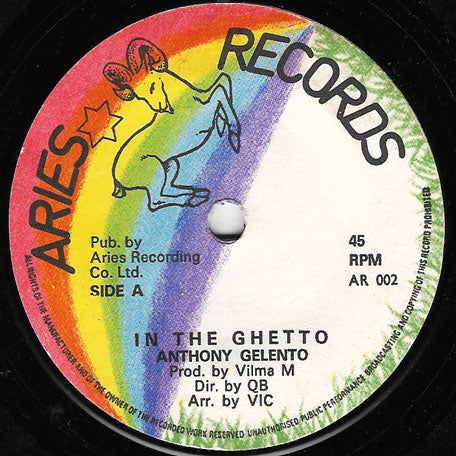 ARIES RECORDS
Pub. by
Aries Recording
Co. Ltd.
SIDE A
45
RPM
AR 002
IN THE GHETTO
ANTHONY GELENTO
Prod. by Vilma M
Dir. by QB
Arr. by VIC
ALL RIGHTS OF THE MANUFACTURER AND OF THE OWNER OF THE RECORDED WORK RESERVED UNAUTHORISED PUBLIC PERFORMANCE BROADCASTING AND COPYING OF THIS RECORD PROHIBITED